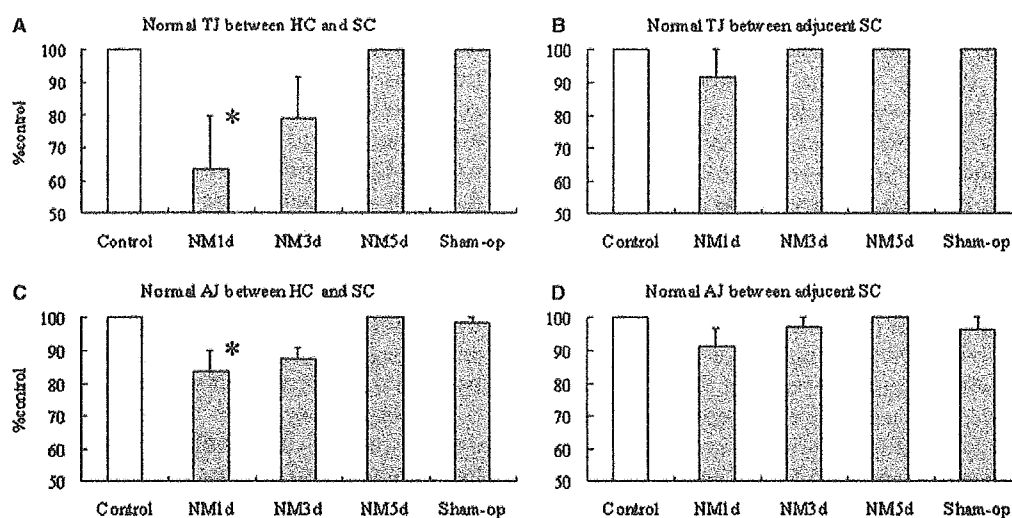 A Normal TJ between HC and SC
%control
100
90
80
70
60
50
*
Control NM1d NM3d NM5d Sham-op
B Normal TJ between adjucent SC
100
90
80
70
60
50
Control NM1d NM3d NM5d Sham-op
C Normal AJ between HC and SC
%control
100
90
80
70
60
50
*
Control NM1d NM3d NM5d Sham-op
D Normal AJ between adjucent SC
100
90
80
70
60
50
Control NM1d NM3d NM5d Sham-op